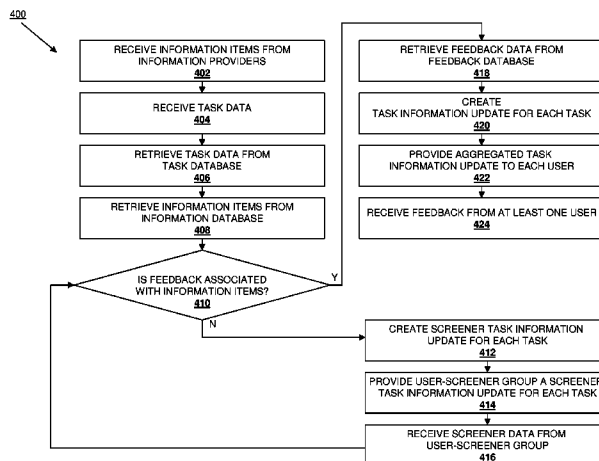 400
RECEIVE INFORMATION ITEMS FROM
INFORMATION PROVIDERS
402
RECEIVE TASK DATA
404
RETRIEVE TASK DATA FROM
TASK DATABASE
406
RETRIEVE INFORMATION ITEMS FROM
INFORMATION DATABASE
408
IS FEEDBACK ASSOCIATED
WITH INFORMATION ITEMS?
410
Y
N
RETRIEVE FEEDBACK DATA FROM
FEEDBACK DATABASE
418
CREATE
TASK INFORMATION UPDATE FOR EACH TASK
420
PROVIDE AGGREGATED TASK
INFORMATION UPDATE TO EACH USER
422
RECEIVE FEEDBACK FROM AT LEAST ONE USER
424
CREATE SCREENER TASK INFORMATION
UPDATE FOR EACH TASK
412
PROVIDE USER-SCREENER GROUP A SCREENER
TASK INFORMATION UPDATE FOR EACH TASK
414
RECEIVE SCREENER DATA FROM
USER-SCREENER GROUP
416